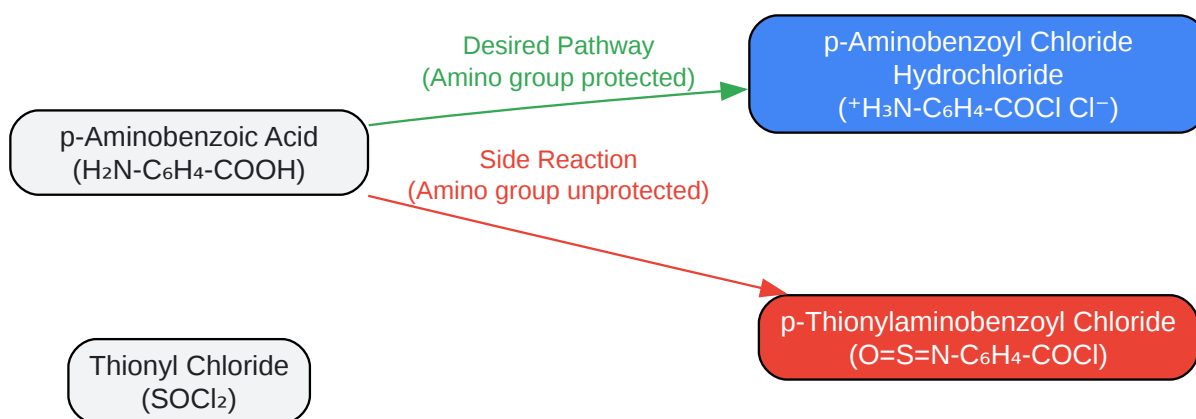 Desired Pathway
(Amino group protected)
p-Aminobenzoyl Chloride
Hydrochloride
(⁺H₃N-C₆H₄-COCl Cl⁻)
p-Aminobenzoic Acid
(H₂N-C₆H₄-COOH)
Side Reaction
(Amino group unprotected)
p-Thionylaminobenzoyl Chloride
(O=S=N-C₆H₄-COCl)
Thionyl Chloride
(SOCl₂)